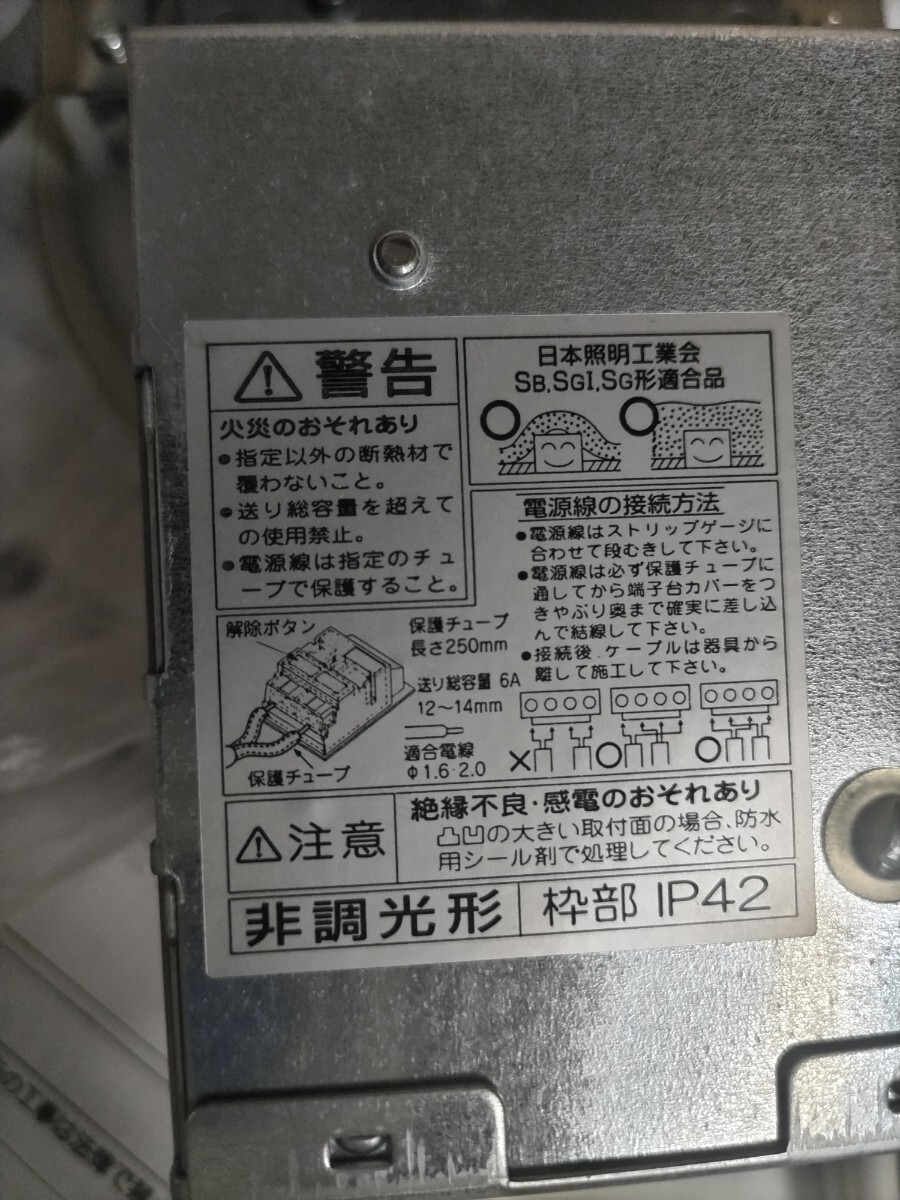 警告
火災のおそれあり
●指定以外の断熱材で
覆わないこと。
●送り総容量を超えて
の使用禁止。
●電源線は指定のチュ
ーブで保護すること。
日本照明工業会
SB,SGI,SG形適合品
電源線の接続方法
●電源線はストリップゲージに
合わせて段むきして下さい。
●電源線は必ず保護チューブに
通してから端子台カバーをつ
きやぶり奥まで確実に差し込
んで結線して下さい。
●接続後、ケーブルは器具から
離して施工して下さい。
解除ボタン
保護チューブ
長さ250mm
送り総容量 6A
12〜14mm
適合電線
φ1.6・2.0
保護チューブ
注意
絶縁不良・感電のおそれあり
凸凹の大きい取付面の場合、防水
用シール剤で処理してください。
非調光形
枠部 IP42